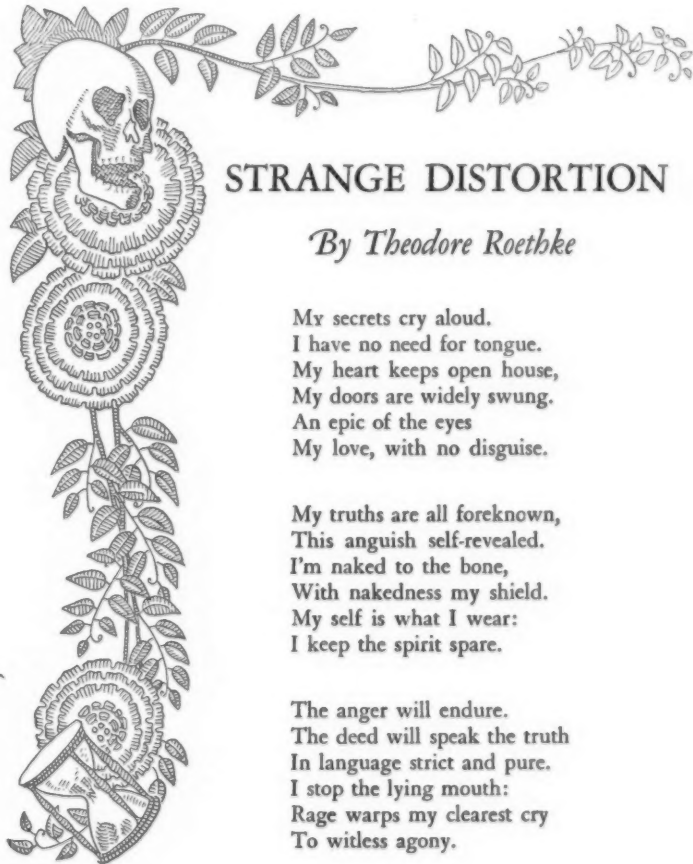 STRANGE DISTORTION
By Theodore Roethke
MY secrets cry aloud.
I have no need for tongue.
My heart keeps open house,
My doors are widely swung.
An epic of the eyes
My love, with no disguise.
My truths are all foreknown,
This anguish self-revealed.
I'm naked to the bone,
With nakedness my shield.
My self is what I wear:
I keep the spirit spare.
The anger will endure.
The deed will speak the truth
In language strict and pure.
I stop the lying mouth:
Rage warps my clearest cry
To witless agony.